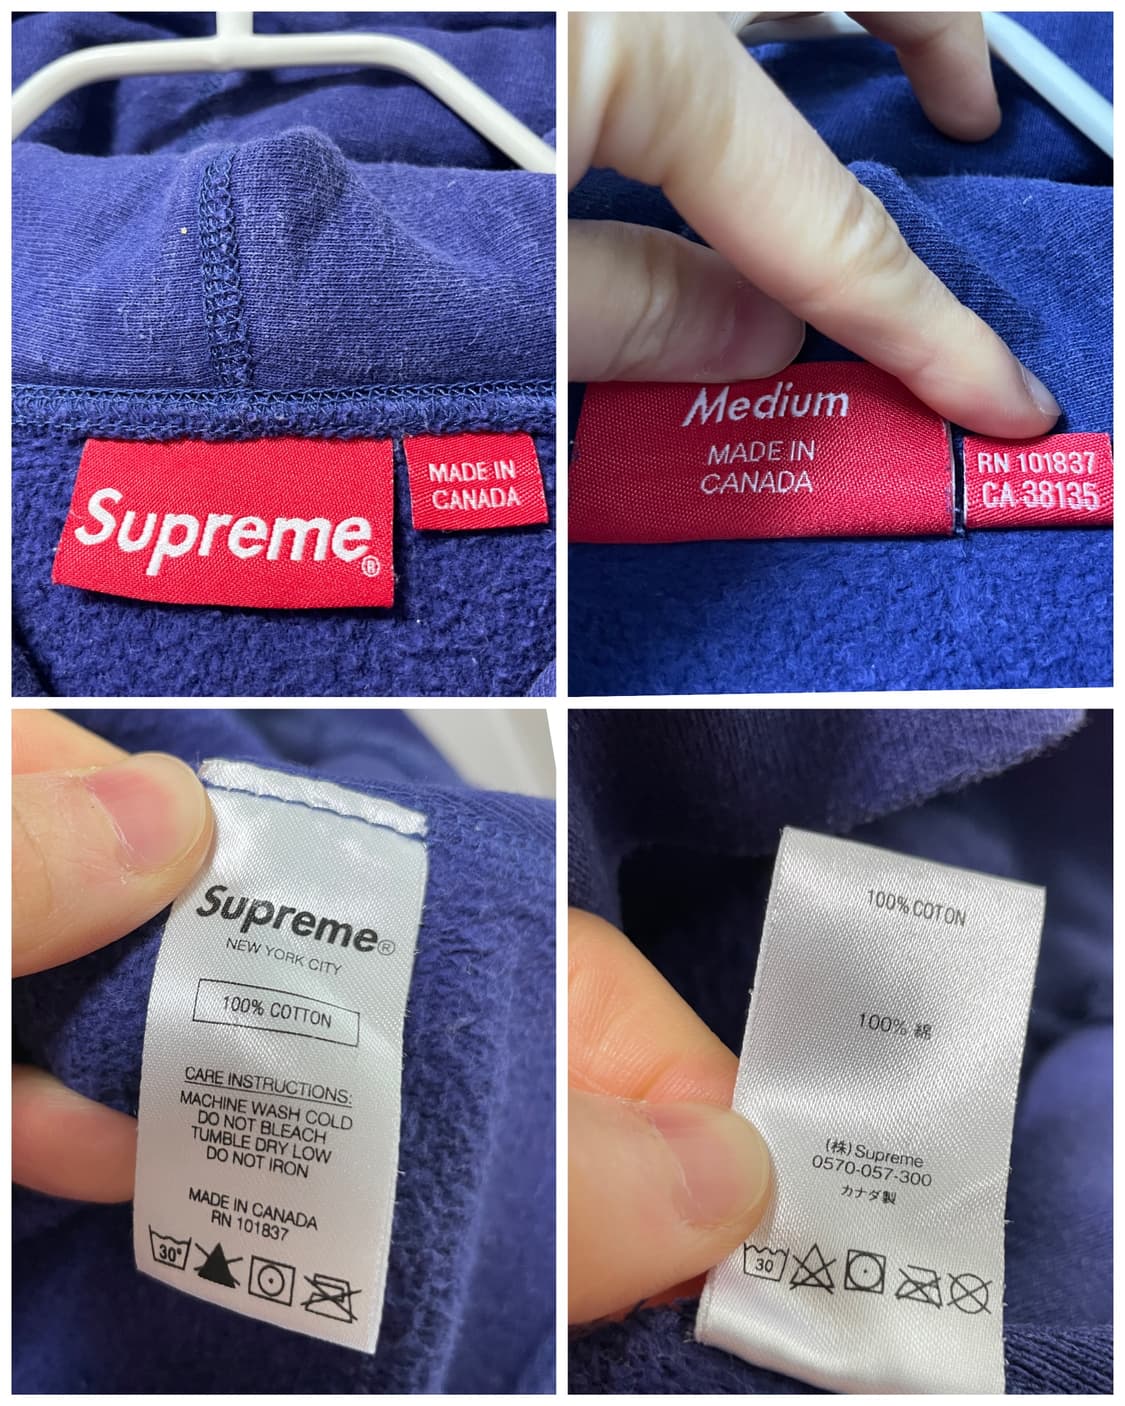 Supreme®
MADE IN
CANADA
Medium
MADE IN
CANADA
RN 101837
CA 38135
Supreme®
NEW YORK CITY
100% COTTON
CARE INSTRUCTIONS:
MACHINE WASH COLD
DO NOT BLEACH
TUMBLE DRY LOW
DO NOT IRON
MADE IN CANADA
RN 101837
30°
100% COTON
100% 綿
(株)Supreme
0570-057-300
カナダ製
30